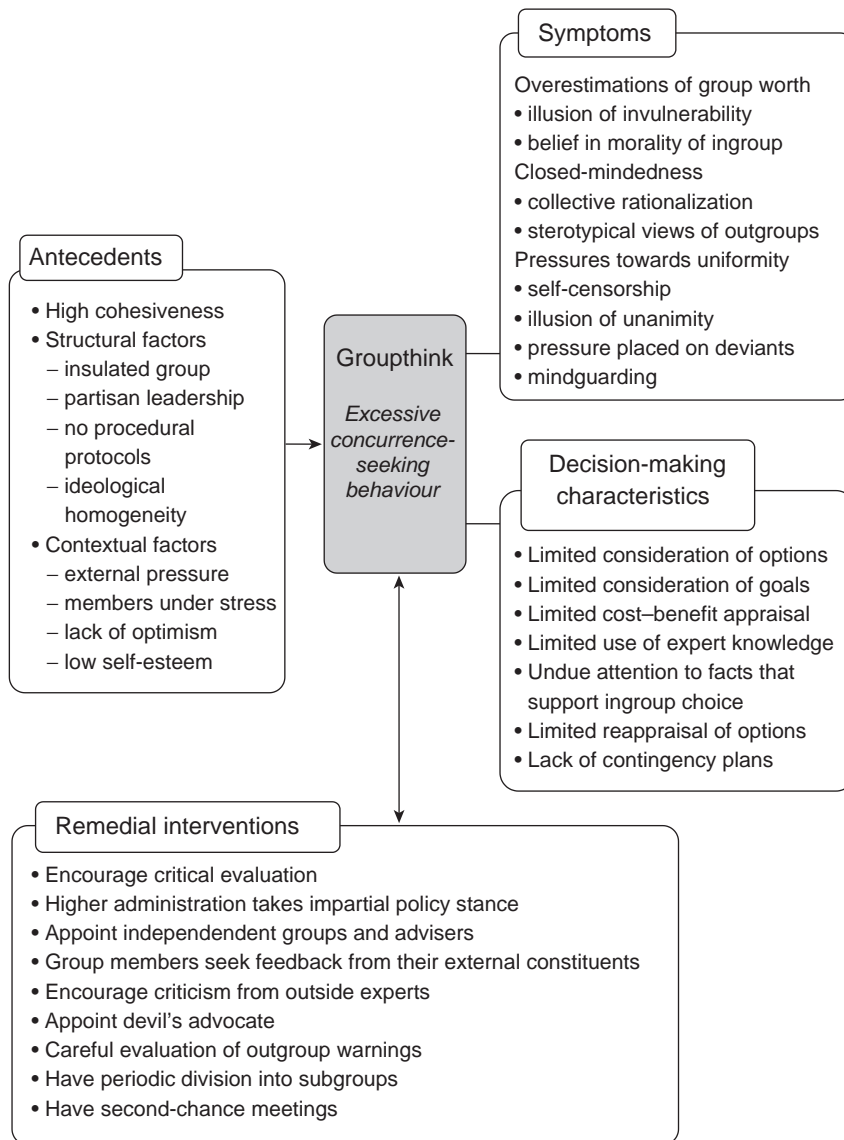 Symptoms
Overestimations of group worth
• illusion of invulnerability
• belief in morality of ingroup
Closed-mindedness
• collective rationalization
• sterotypical views of outgroups
Pressures towards uniformity
• self-censorship
• illusion of unanimity
• pressure placed on deviants
• mindguarding
Antecedents
• High cohesiveness
• Structural factors
– insulated group
– partisan leadership
– no procedural
protocols
– ideological
homogeneity
• Contextual factors
– external pressure
– members under stress
– lack of optimism
– low self-esteem
Groupthink
Excessive
concurrence-
seeking
behaviour
Decision-making
characteristics
• Limited consideration of options
• Limited consideration of goals
• Limited cost–benefit appraisal
• Limited use of expert knowledge
• Undue attention to facts that
support ingroup choice
• Limited reappraisal of options
• Lack of contingency plans
Remedial interventions
• Encourage critical evaluation
• Higher administration takes impartial policy stance
• Appoint independendent groups and advisers
• Group members seek feedback from their external constituents
• Encourage criticism from outside experts
• Appoint devil’s advocate
• Careful evaluation of outgroup warnings
• Have periodic division into subgroups
• Have second-chance meetings